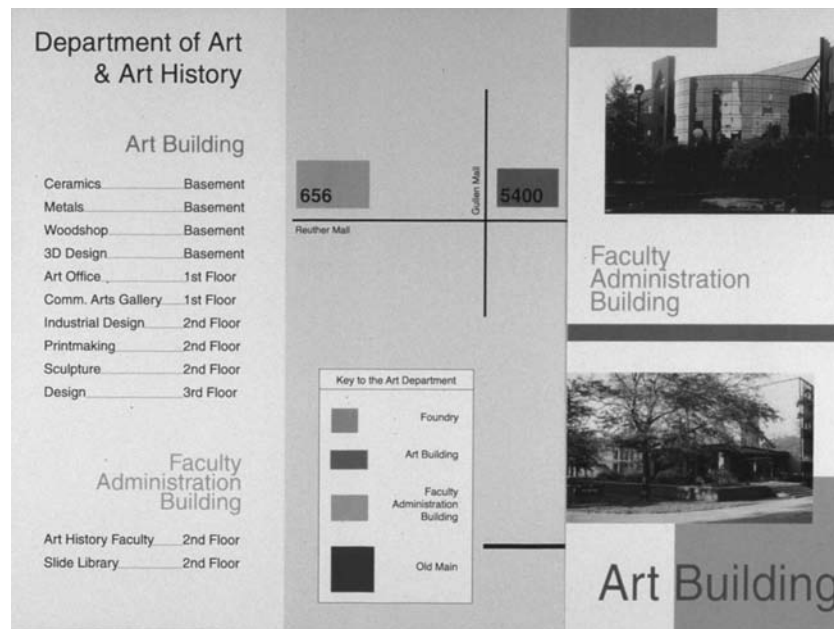 Department of Art
& Art History
Art Building
Ceramics Basement
Metals Basement
Woodshop Basement
3D Design Basement
Art Office 1st Floor
Comm. Arts Gallery 1st Floor
Industrial Design 2nd Floor
Printmaking 2nd Floor
Sculpture 2nd Floor
Design 3rd Floor
Faculty
Administration
Building
Art History Faculty 2nd Floor
Slide Library 2nd Floor
656
Gullen Mall
5400
Reuther Mall
Key to the Art Department
Foundry
Art Building
Faculty
Administration
Building
Old Main
Faculty
Administration
Building
Art Building